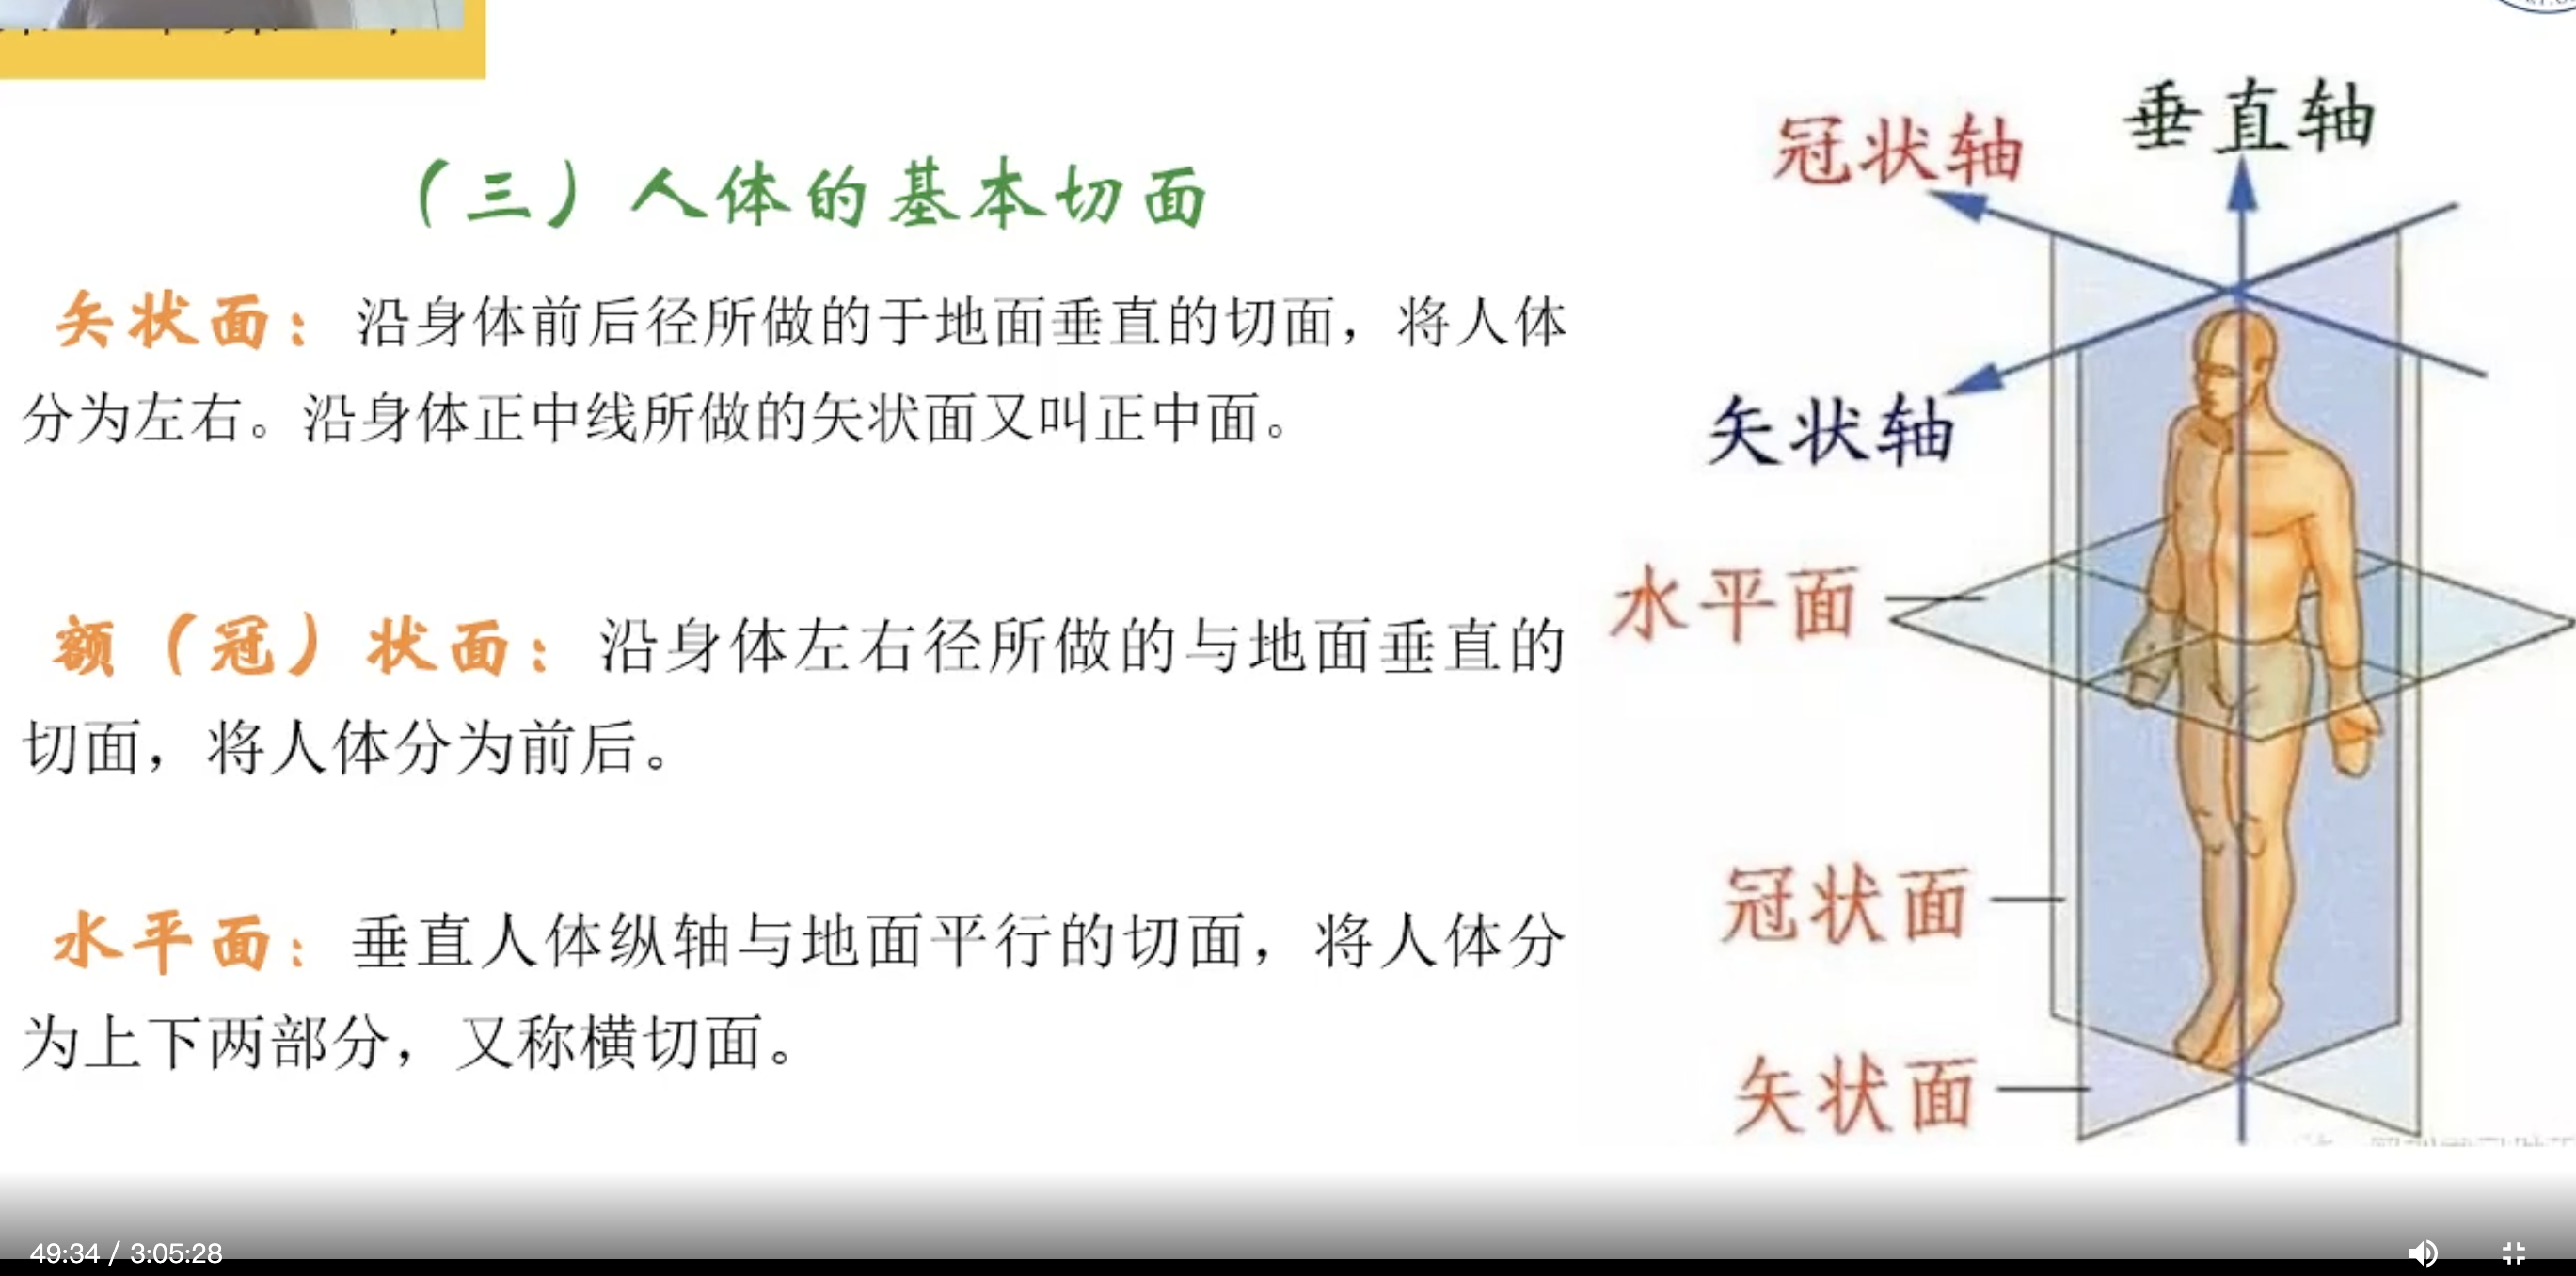 （三）人体的基本切面
矢状面：沿身体前后径所做的于地面垂直的切面，将人体
分为左右。沿身体正中线所做的矢状面又叫正中面。
额（冠）状面：沿身体左右径所做的与地面垂直的
切面，将人体分为前后。
水平面：垂直人体纵轴与地面平行的切面，将人体分
为上下两部分，又称横切面。
冠状轴
垂直轴
矢状轴
水平面
冠状面
矢状面
49:34 / 3:05:28